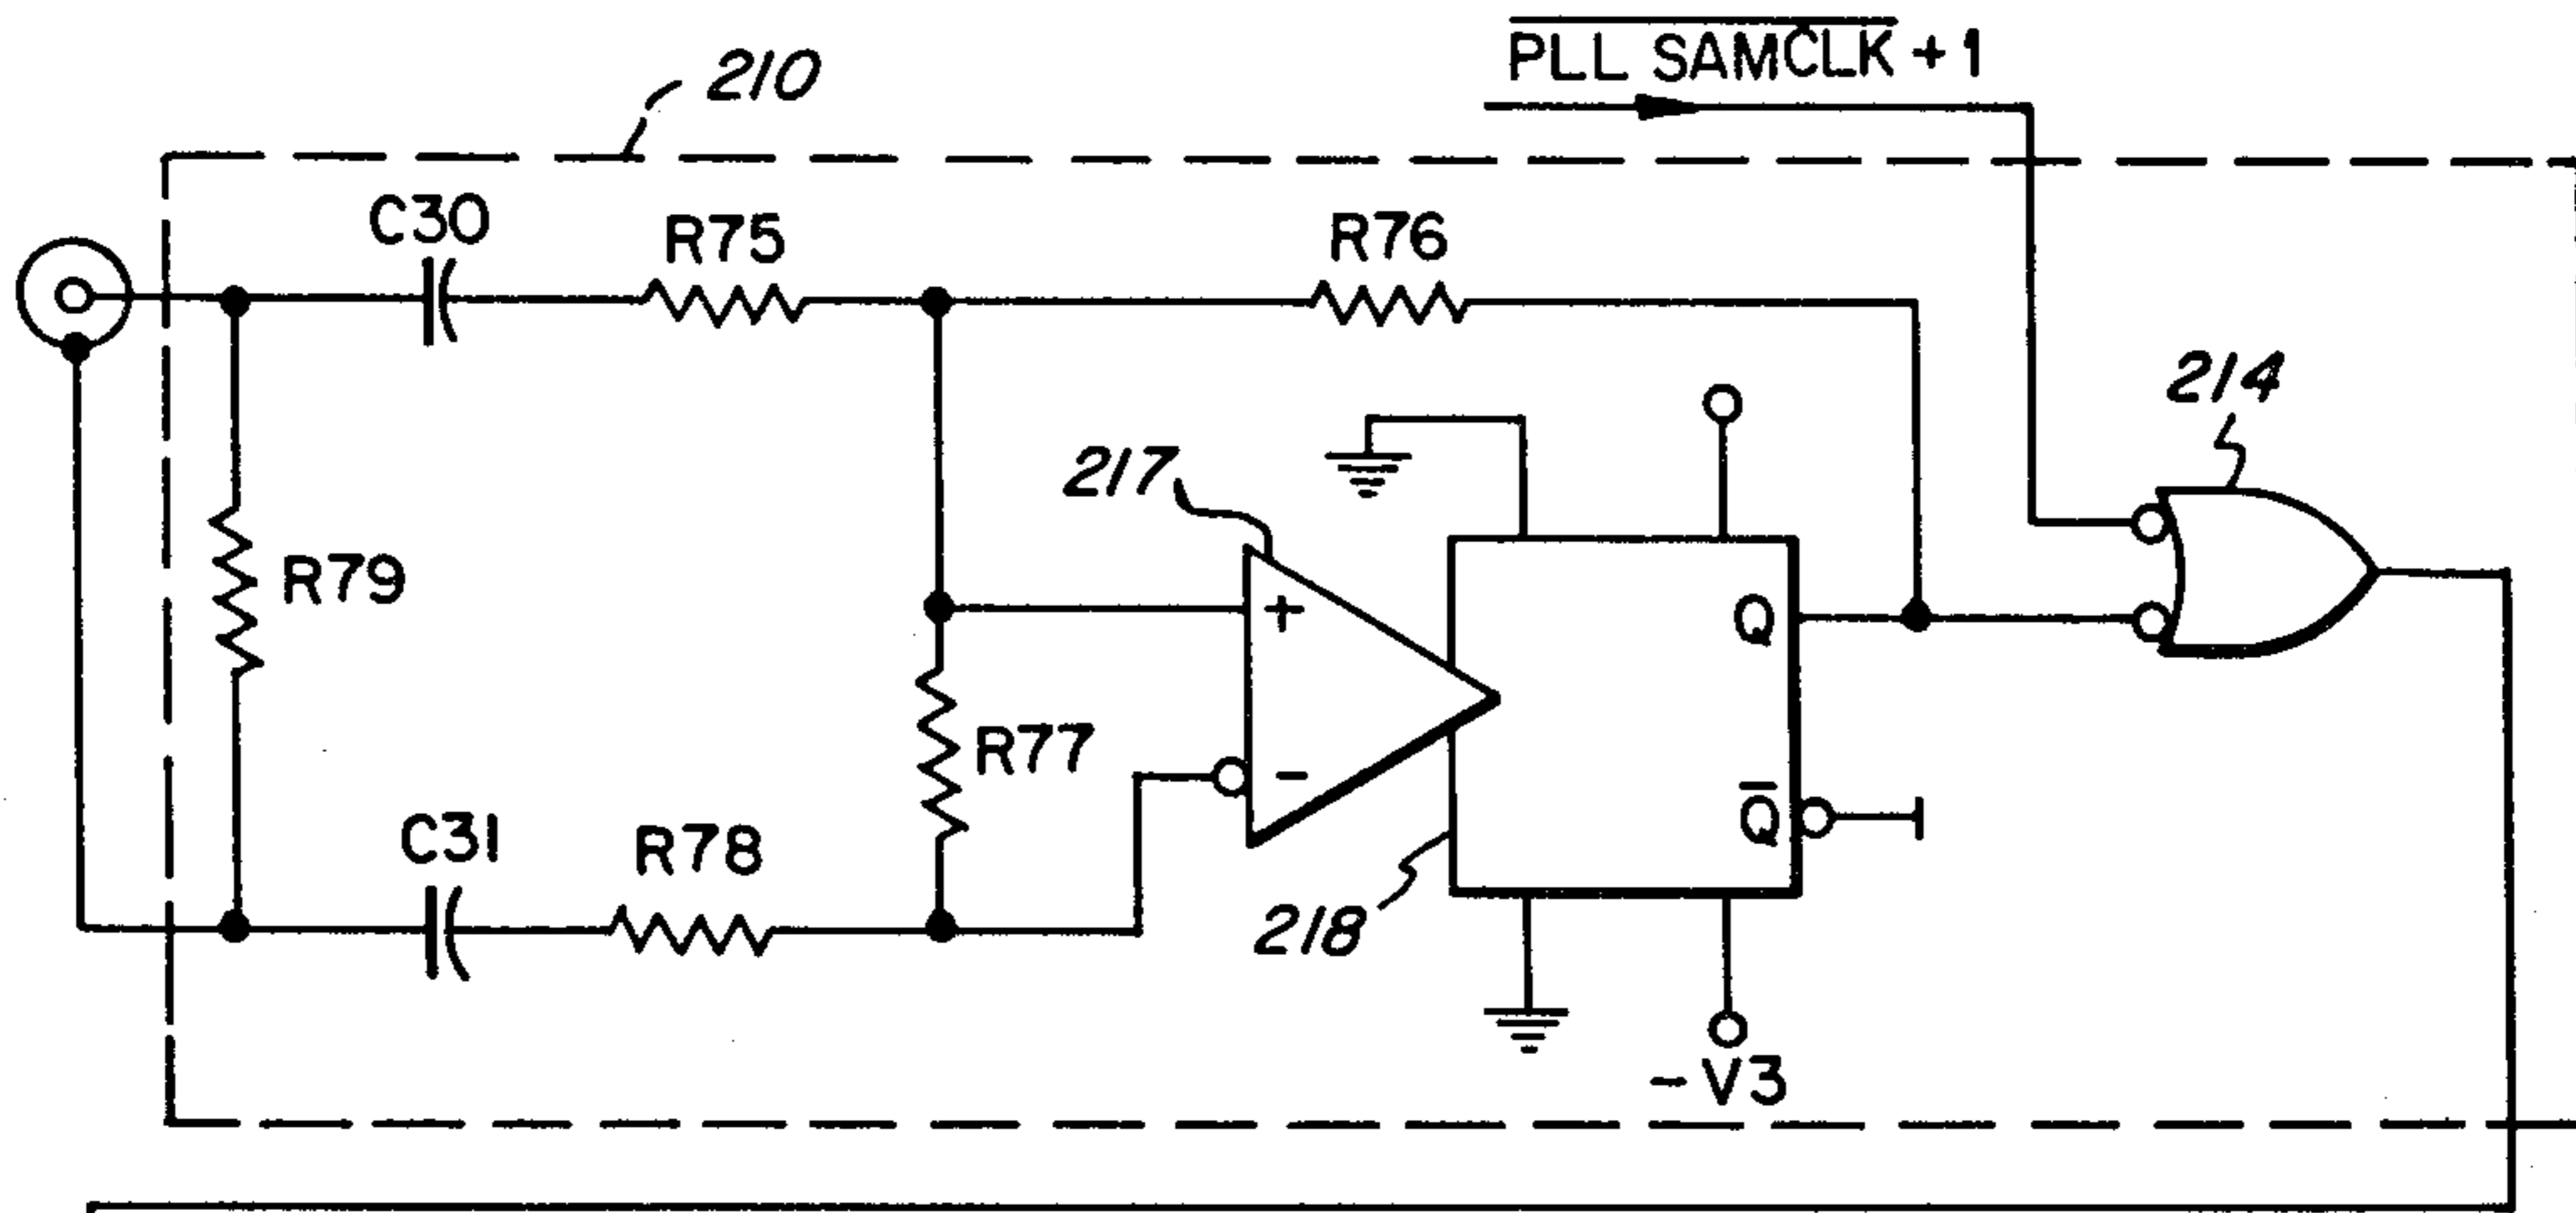 PLL SAMCLK + 1
210
C30
R75
R76
214
217
R79
+
Q
R77
-
Q̅
C31
R78
218
-V3